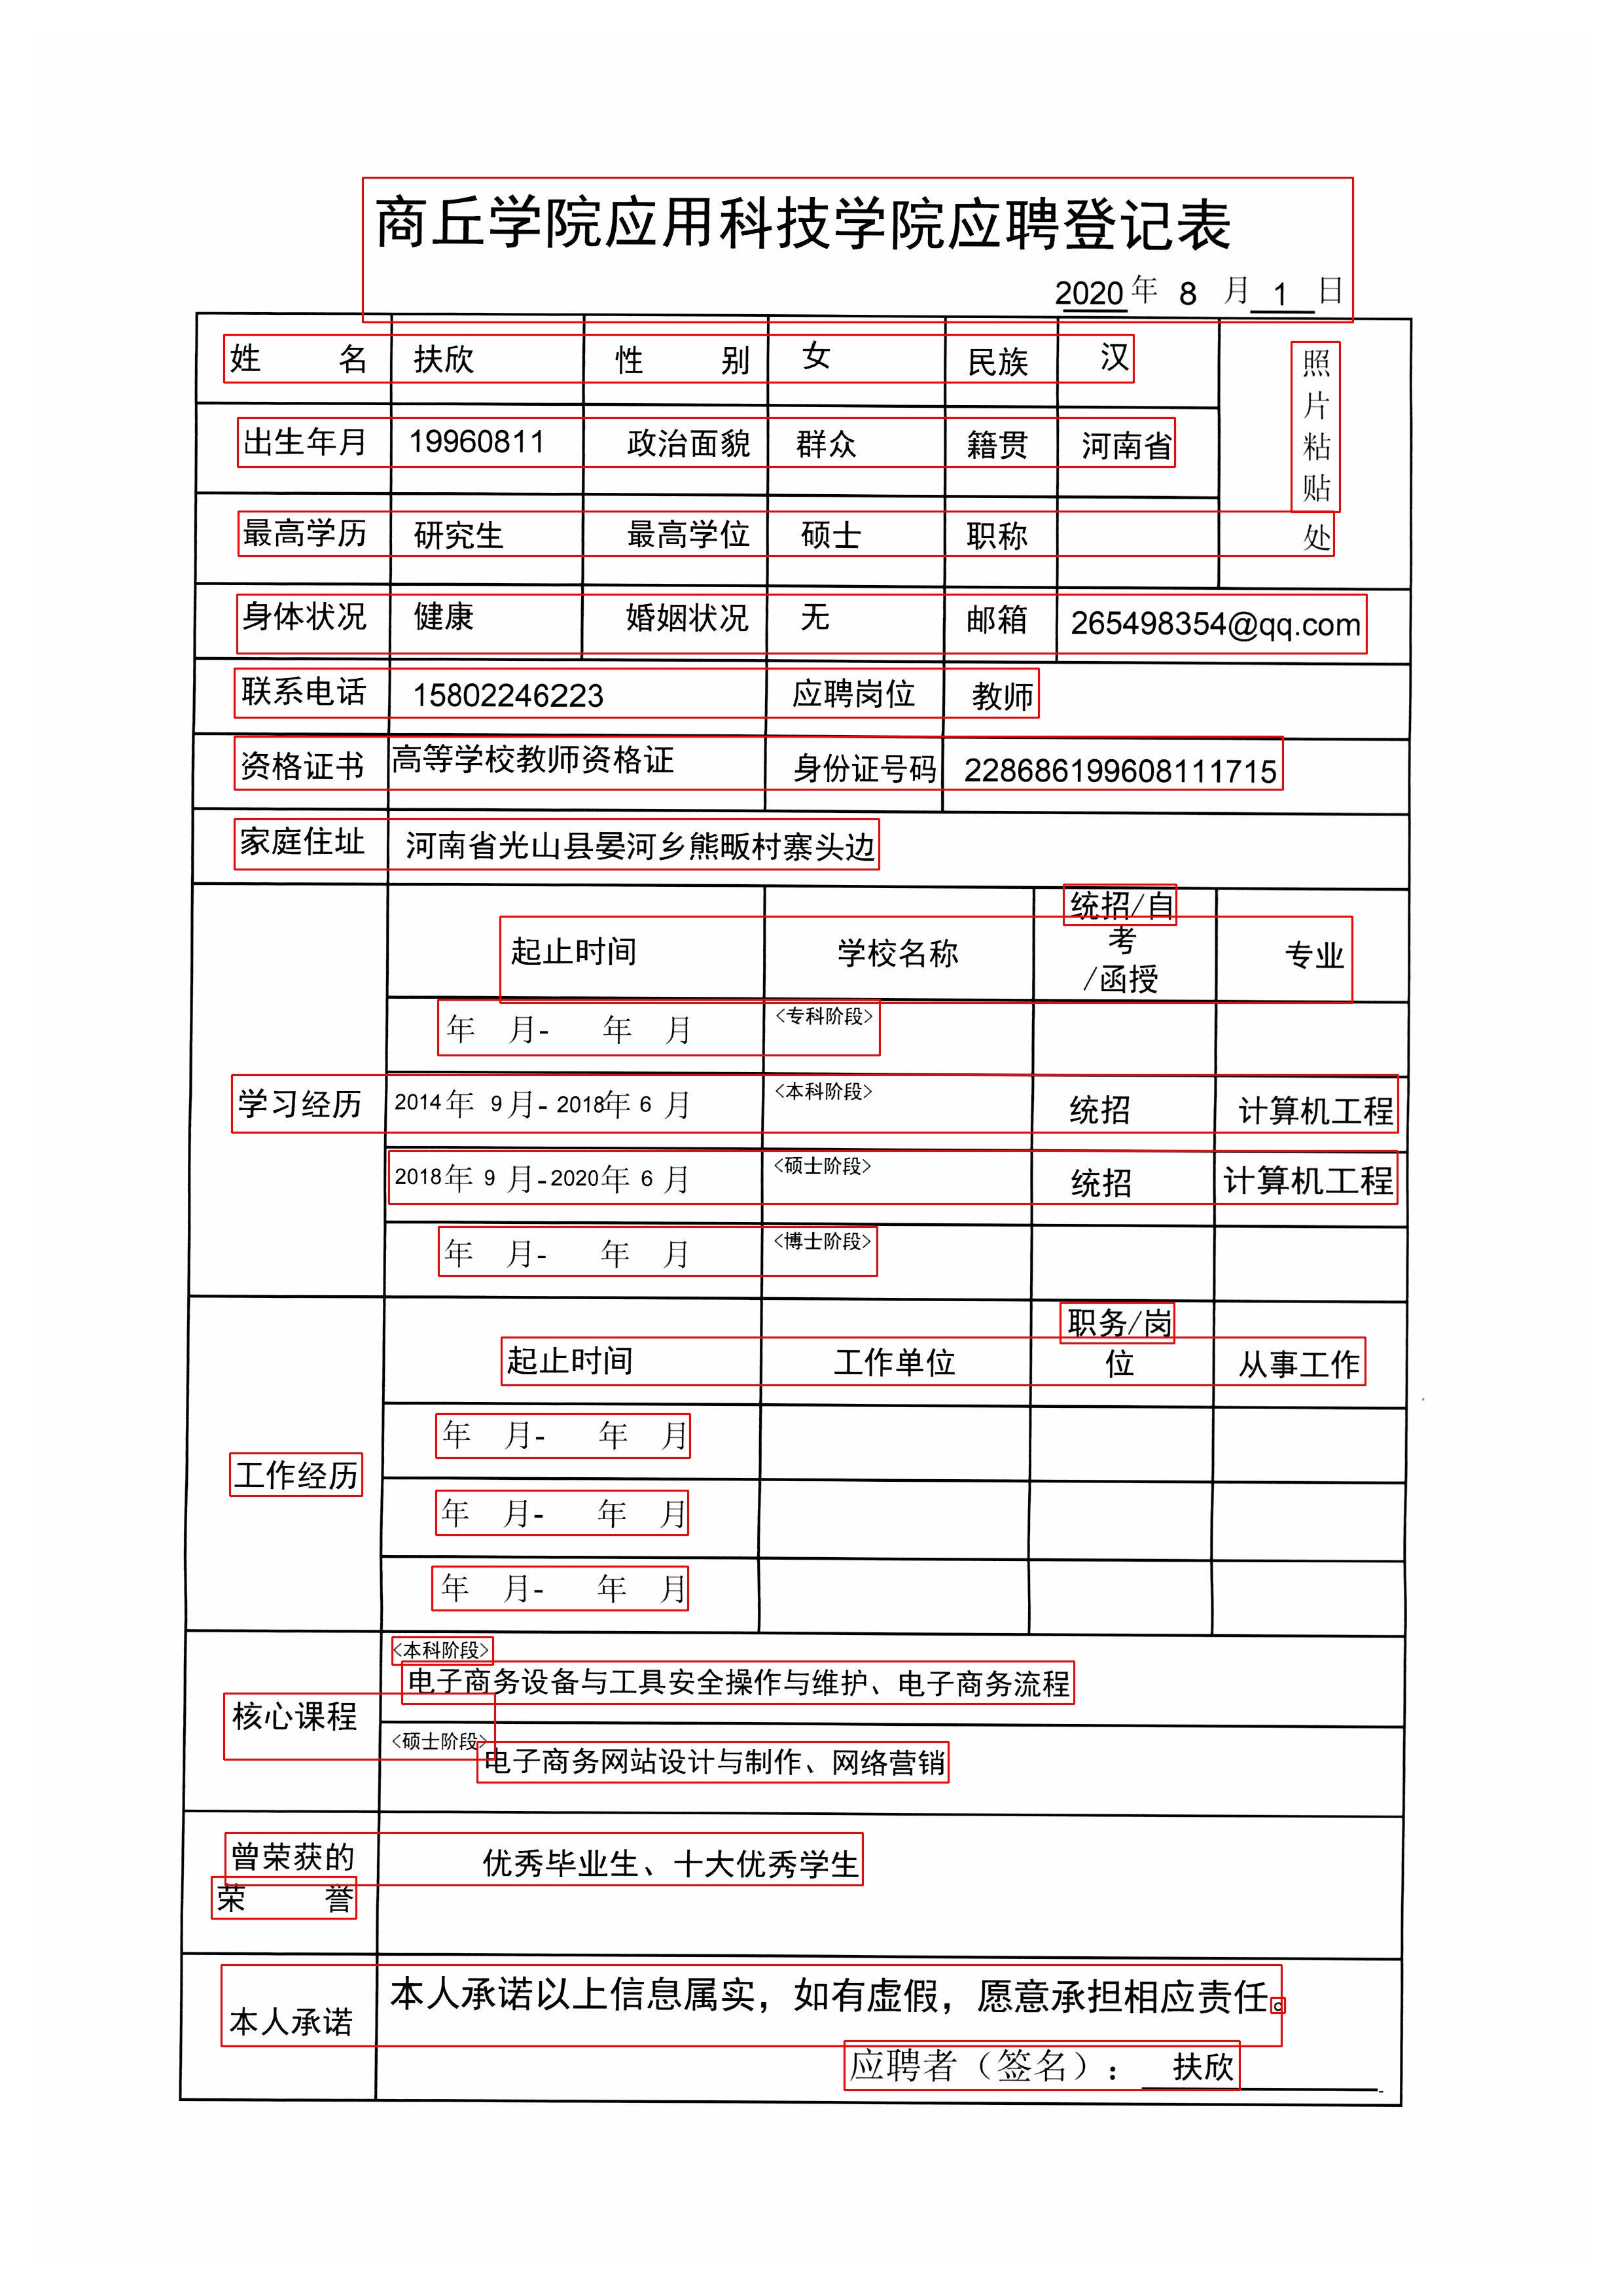 商丘学院应用科技学院应聘登记表
2020 年 8 月 1 日
姓 名 扶欣 性 别 女 民族 汉
照片粘贴处
出生年月 19960811 政治面貌 群众 籍贯 河南省
最高学历 研究生 最高学位 硕士 职称
身体状况 健康 婚姻状况 无 邮箱 265498354@qq.com
联系电话 15802246223 应聘岗位 教师
资格证书 高等学校教师资格证 身份证号码 228686199608111715
家庭住址 河南省光山县晏河乡熊畈村寨头边
学习经历
起止时间 学校名称 统招/自
考
/函授 专业
年 月- 年 月 <专科阶段>
2014年 9 月- 2018年 6 月 <本科阶段> 统招 计算机工程
2018年 9 月-2020年 6 月 <硕士阶段> 统招 计算机工程
年 月- 年 月 <博士阶段>
工作经历
起止时间 工作单位 职务/岗
位 从事工作
年 月- 年 月
年 月- 年 月
年 月- 年 月
核心课程
<本科阶段>
电子商务设备与工具安全操作与维护、电子商务流程
<硕士阶段>
电子商务网站设计与制作、网络营销
曾荣获的
荣 誉
优秀毕业生、十大优秀学生
本人承诺
本人承诺以上信息属实，如有虚假，愿意承担相应责任。
应聘者（签名）： 扶欣